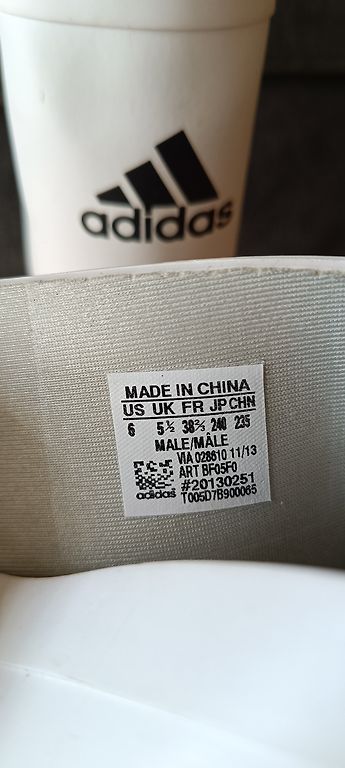 adidas
MADE IN CHINA
US UK FR JP CHN
6 5½ 38⅔ 240 235
MALE/MÂLE
VIA 028610 11/13
ART BF05F0
#20130251
adidas T005D7B900065